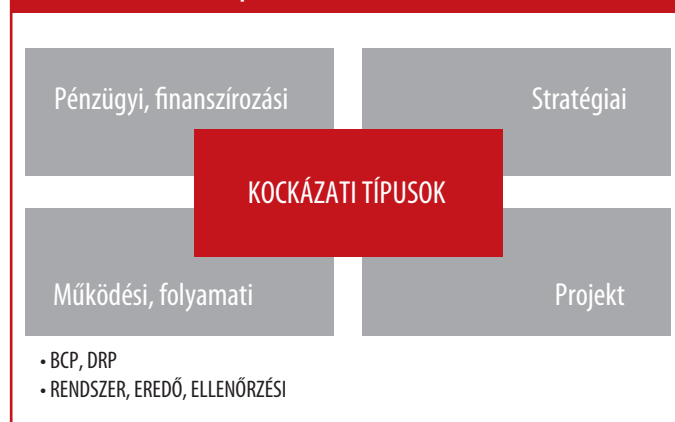 Pénzügyi, finanszírozási
Stratégiai
KOCKÁZATI TÍPUSOK
Működési, folyamati
Projekt
• BCP, DRP
• RENDSZER, EREDŐ, ELLENŐRZÉSI